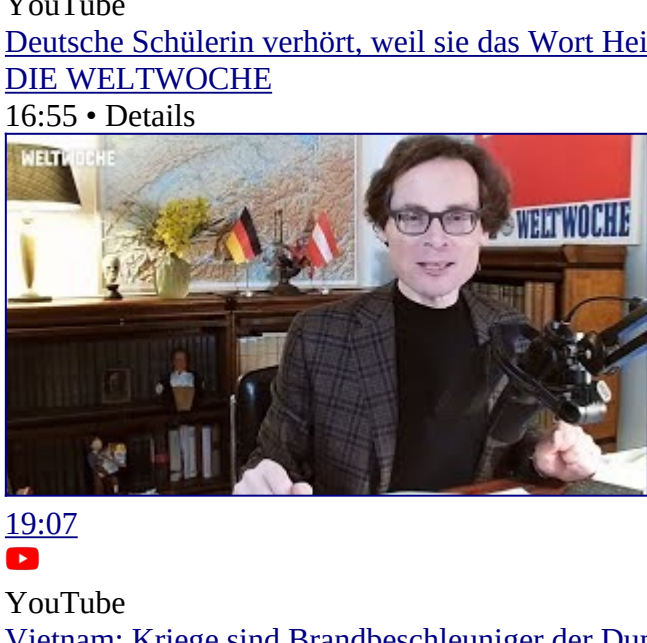 YouTube
Deutsche Schülerin verhört, weil sie das Wort Hei
DIE WELTWOCHE
16:55 • Details
WELTWOCHE
WELTWOCHE
19:07
YouTube
Vietnam: Kriege sind Brandbeschleuniger der Du